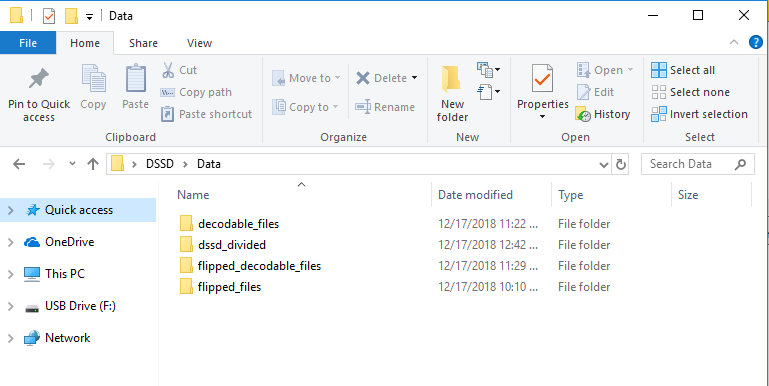 Data
File Home Share View
Pin to Quick access
Copy
Paste
Cut
Copy path
Paste shortcut
Clipboard
Move to
Copy to
Delete
Rename
Organize
New folder
New
Properties
Open
Edit
History
Open
Select all
Select none
Invert selection
Select
DSSD Data
Search Data
Quick access
OneDrive
This PC
USB Drive (F:)
Network
Name Date modified Type Size
decodable_files 12/17/2018 11:22 ... File folder
dssd_divided 12/17/2018 12:42 ... File folder
flipped_decodable_files 12/17/2018 11:29 ... File folder
flipped_files 12/17/2018 10:10 ... File folder